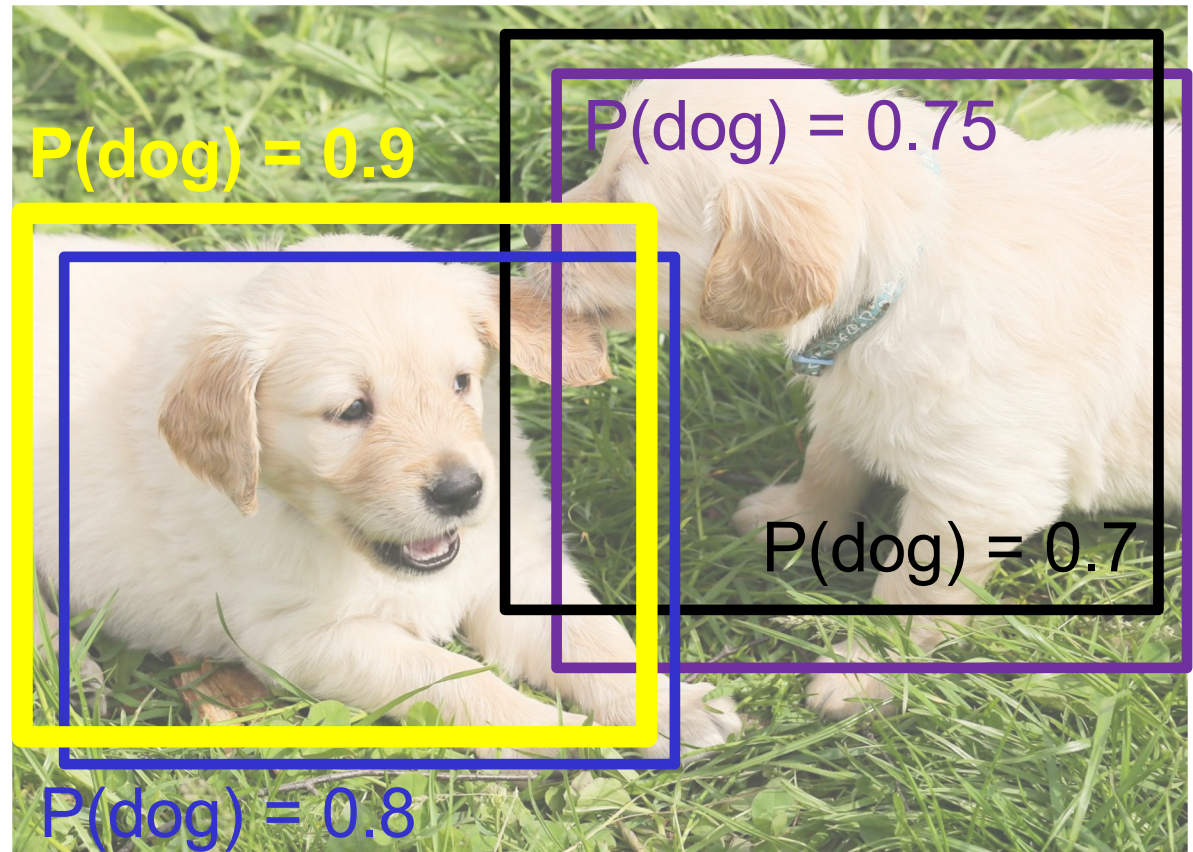 P(dog) = 0.75
P(dog) = 0.9
P(dog) = 0.7
P(dog) = 0.8